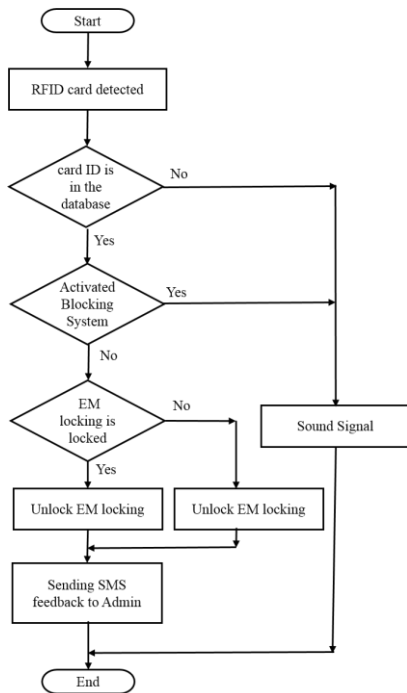 Start
RFID card detected
card ID is
in the
database
No
Yes
Activated
Blocking
System
Yes
No
EM
locking is
locked
No
Yes
Sound Signal
Unlock EM locking
Unlock EM locking
Sending SMS
feedback to Admin
End